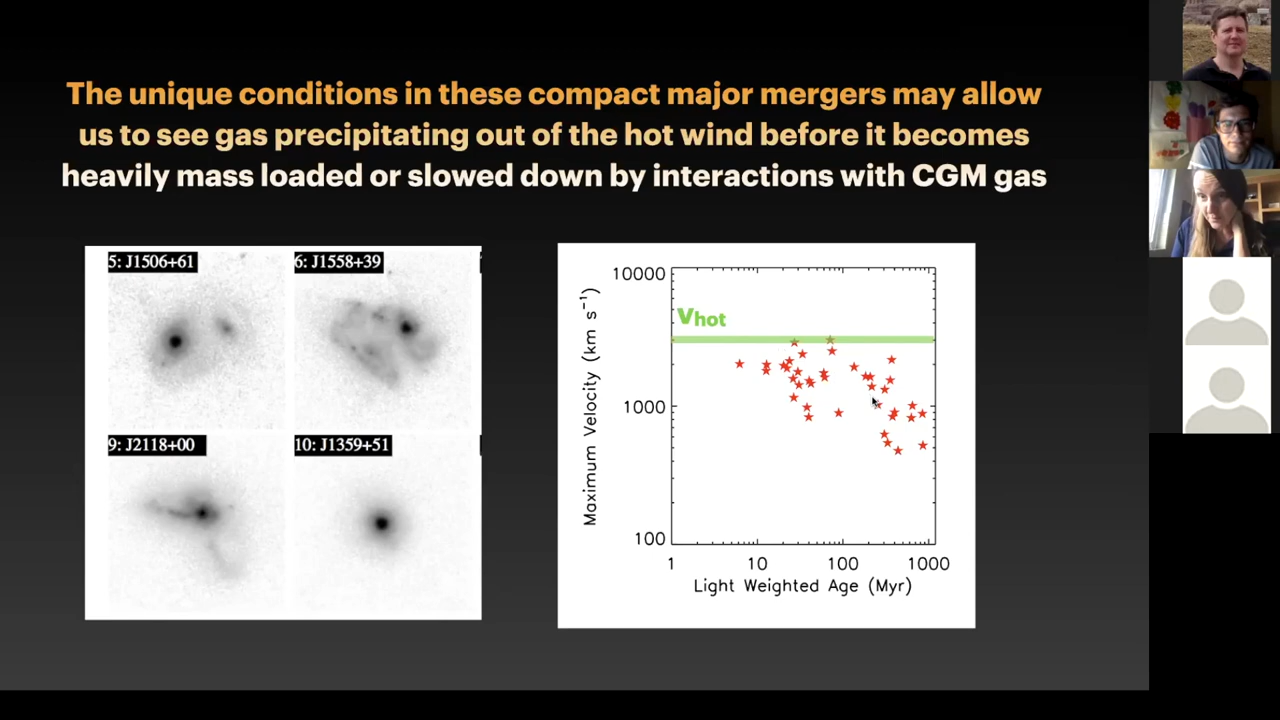 The unique conditions in these compact major mergers may allow
us to see gas precipitating out of the hot wind before it becomes
heavily mass loaded or slowed down by interactions with CGM gas
5: J1506+61
6: J1558+39
9: J2118+00
10: J1359+51
10000
1000
100
Maximum Velocity (km s⁻¹)
Vhot
1 10 100 1000
Light Weighted Age (Myr)